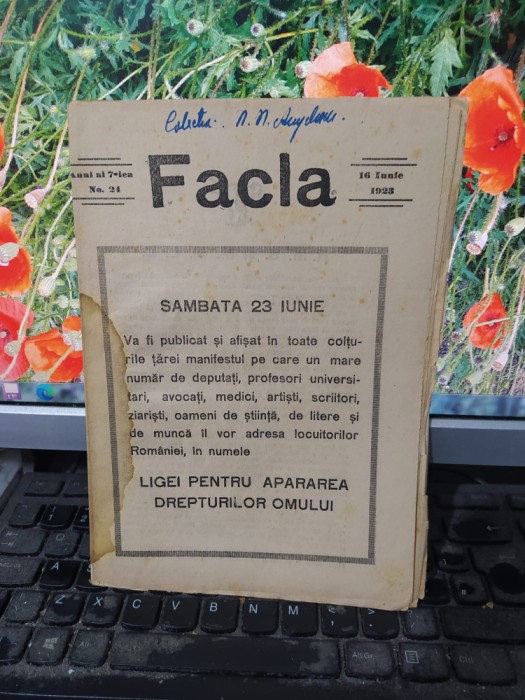 Colectia. N. N.
Anul al 7-lea
No. 24
Facla
16 Iunie
1923
SAMBATA 23 IUNIE
Va fi publicat și afișat în toate colțu-
rile țărei manifestul pe care un mare
număr de deputați, profesori universi-
tari, avocați, medici, artiști, scriitori,
ziariști, oameni de știință, de litere și
de muncă îl vor adresa locuitorilor
României, în numele
LIGEI PENTRU APARAREA
DREPTURILOR OMULUI
Z X C V B N M
Alt Gr